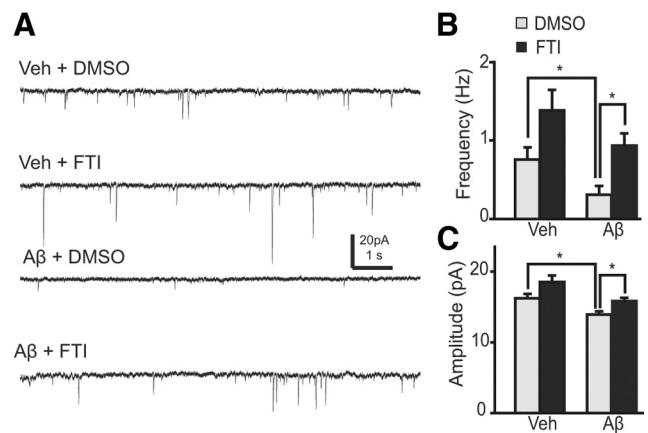 A
Veh + DMSO
Veh + FTI
20pA
1 s
Aβ + DMSO
Aβ + FTI
B
DMSO
FTI
Frequency (Hz)
2
1
0
*
*
Veh
Aβ
C
Amplitude (pA)
20
10
0
*
*
Veh
Aβ